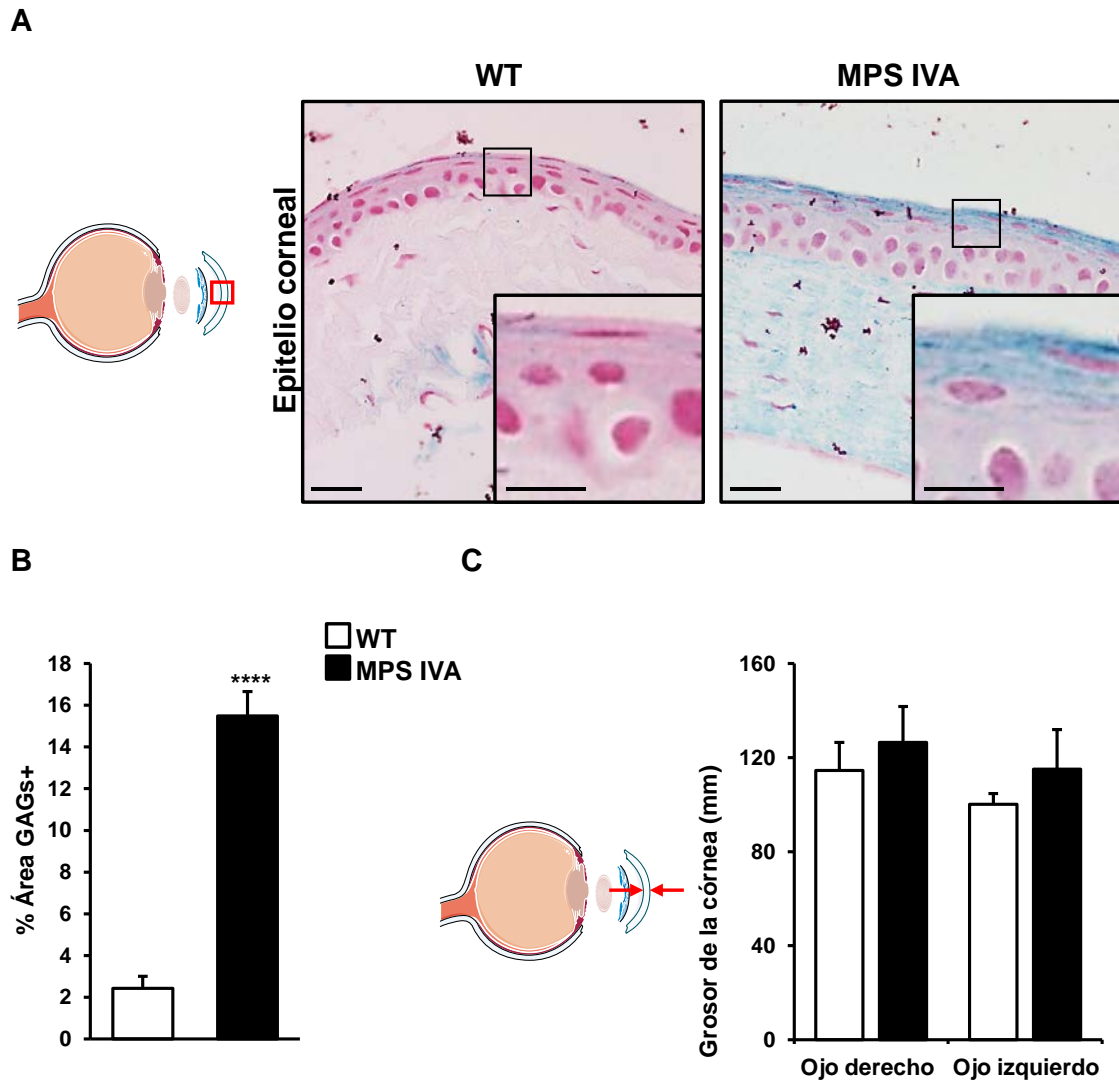 A
WT
MPS IVA
Epitelio corneal
B
C
WT
MPS IVA
% Área GAGs+
18
16
14
12
10
8
6
4
2
0
****
Grosor de la córnea (mm)
160
120
80
40
0
Ojo derecho
Ojo izquierdo